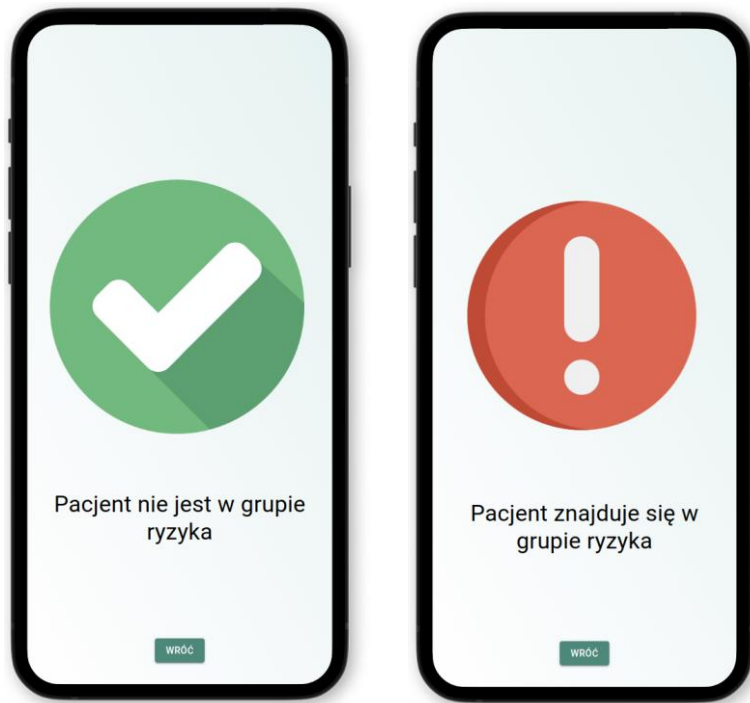 Pacjent nie jest w grupie
ryzyka
WRÓĆ
Pacjent znajduje się w
grupie ryzyka
WRÓĆ